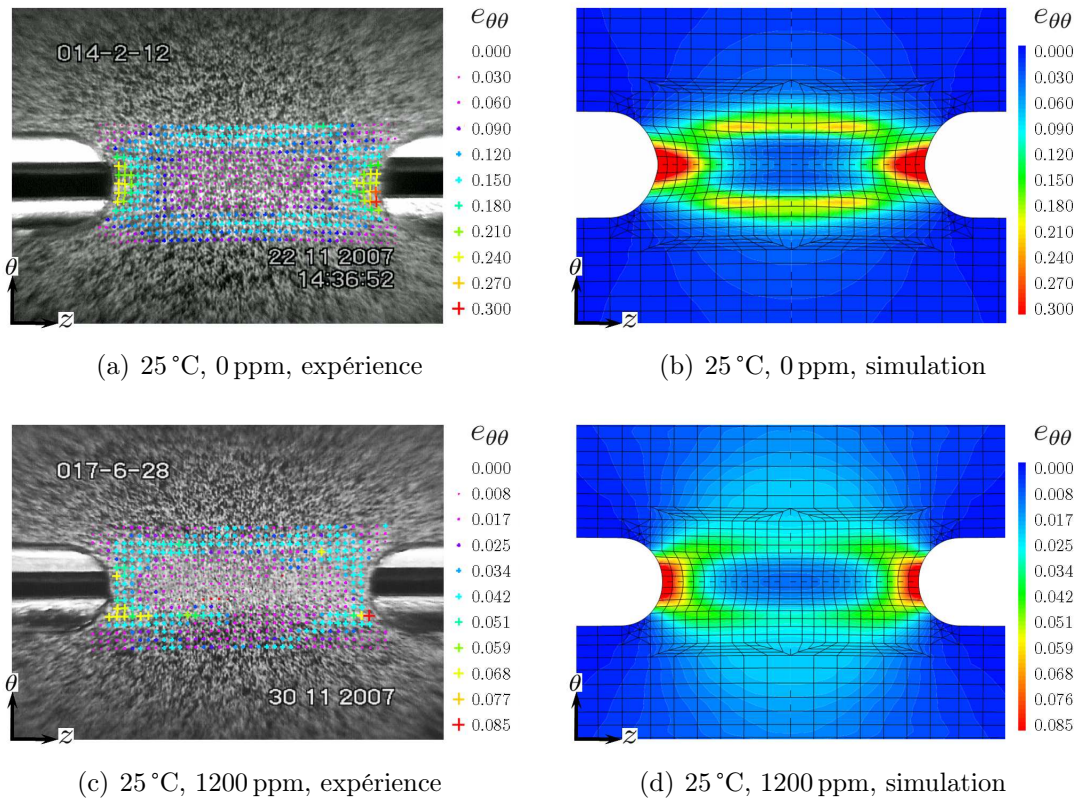 014-2-12
22 11 2007
14:36:52
θ
z
e_θθ
0.000
0.030
0.060
0.090
0.120
0.150
0.180
0.210
0.240
0.270
0.300
(a) 25 °C, 0 ppm, expérience
θ
z
e_θθ
0.000
0.030
0.060
0.090
0.120
0.150
0.180
0.210
0.240
0.270
0.300
(b) 25 °C, 0 ppm, simulation
017-6-28
30 11 2007
θ
z
e_θθ
0.000
0.008
0.017
0.025
0.034
0.042
0.051
0.059
0.068
0.077
0.085
(c) 25 °C, 1200 ppm, expérience
θ
z
e_θθ
0.000
0.008
0.017
0.025
0.034
0.042
0.051
0.059
0.068
0.076
0.085
(d) 25 °C, 1200 ppm, simulation